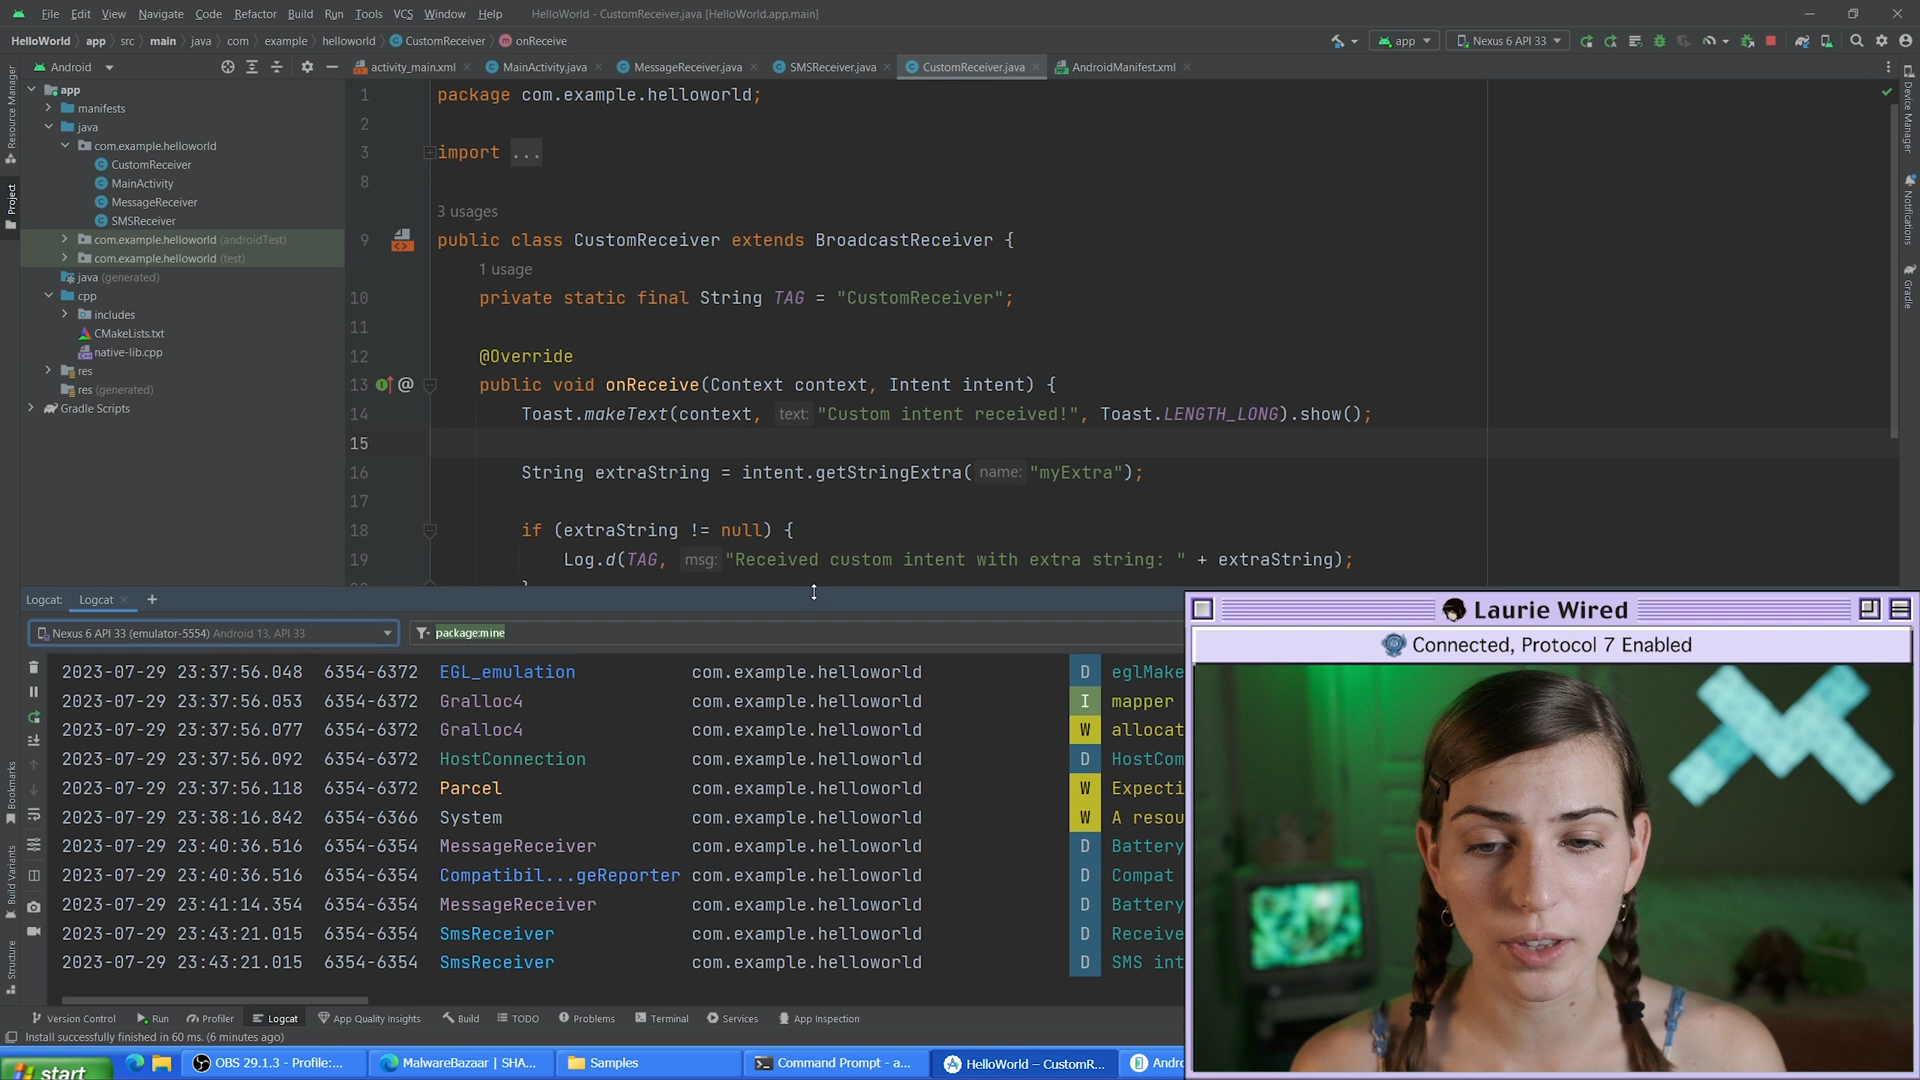 File Edit View Navigate Code Refactor Build Run Tools VCS Window Help HelloWorld - CustomReceiver.java [HelloWorld.app.main]
HelloWorld app src main java com example helloworld CustomReceiver onReceive
app Nexus 6 API 33
Android
activity_main.xml MainActivity.java MessageReceiver.java SMSReceiver.java CustomReceiver.java AndroidManifest.xml
Resource Manager
Project
Bookmarks
Build Variants
Structure
Device Manager
Notifications
Gradle
app
manifests
java
com.example.helloworld
CustomReceiver
MainActivity
MessageReceiver
SMSReceiver
com.example.helloworld (androidTest)
com.example.helloworld (test)
java (generated)
cpp
includes
CMakeLists.txt
native-lib.cpp
res
res (generated)
Gradle Scripts
1 package com.example.helloworld;
2
3 import ...
8
3 usages
9 public class CustomReceiver extends BroadcastReceiver {
1 usage
10 private static final String TAG = "CustomReceiver";
11
12 @Override
13 @ public void onReceive(Context context, Intent intent) {
14 Toast.makeText(context, text: "Custom intent received!", Toast.LENGTH_LONG).show();
15
16 String extraString = intent.getStringExtra( name: "myExtra");
17
18 if (extraString != null) {
19 Log.d(TAG, msg: "Received custom intent with extra string: " + extraString);
Logcat: Logcat +
Nexus 6 API 33 (emulator-5554) Android 13, API 33 package:mine
2023-07-29 23:37:56.048 6354-6372 EGL_emulation com.example.helloworld D eglMake
2023-07-29 23:37:56.053 6354-6372 Gralloc4 com.example.helloworld I mapper
2023-07-29 23:37:56.077 6354-6372 Gralloc4 com.example.helloworld W allocat
2023-07-29 23:37:56.092 6354-6372 HostConnection com.example.helloworld D HostCom
2023-07-29 23:37:56.118 6354-6372 Parcel com.example.helloworld W Expecti
2023-07-29 23:38:16.842 6354-6366 System com.example.helloworld W A resou
2023-07-29 23:40:36.516 6354-6354 MessageReceiver com.example.helloworld D Battery
2023-07-29 23:40:36.516 6354-6354 Compatibil...geReporter com.example.helloworld D Compat
2023-07-29 23:41:14.354 6354-6354 MessageReceiver com.example.helloworld D Battery
2023-07-29 23:43:21.015 6354-6354 SmsReceiver com.example.helloworld D Receive
2023-07-29 23:43:21.015 6354-6354 SmsReceiver com.example.helloworld D SMS int
Laurie Wired
Connected, Protocol 7 Enabled
Version Control Run Profiler Logcat App Quality Insights Build TODO Problems Terminal Services App Inspection
Install successfully finished in 60 ms. (6 minutes ago)
start OBS 29.1.3 - Profile:... MalwareBazaar | SHA... Samples Command Prompt - a... HelloWorld – CustomR... Andro